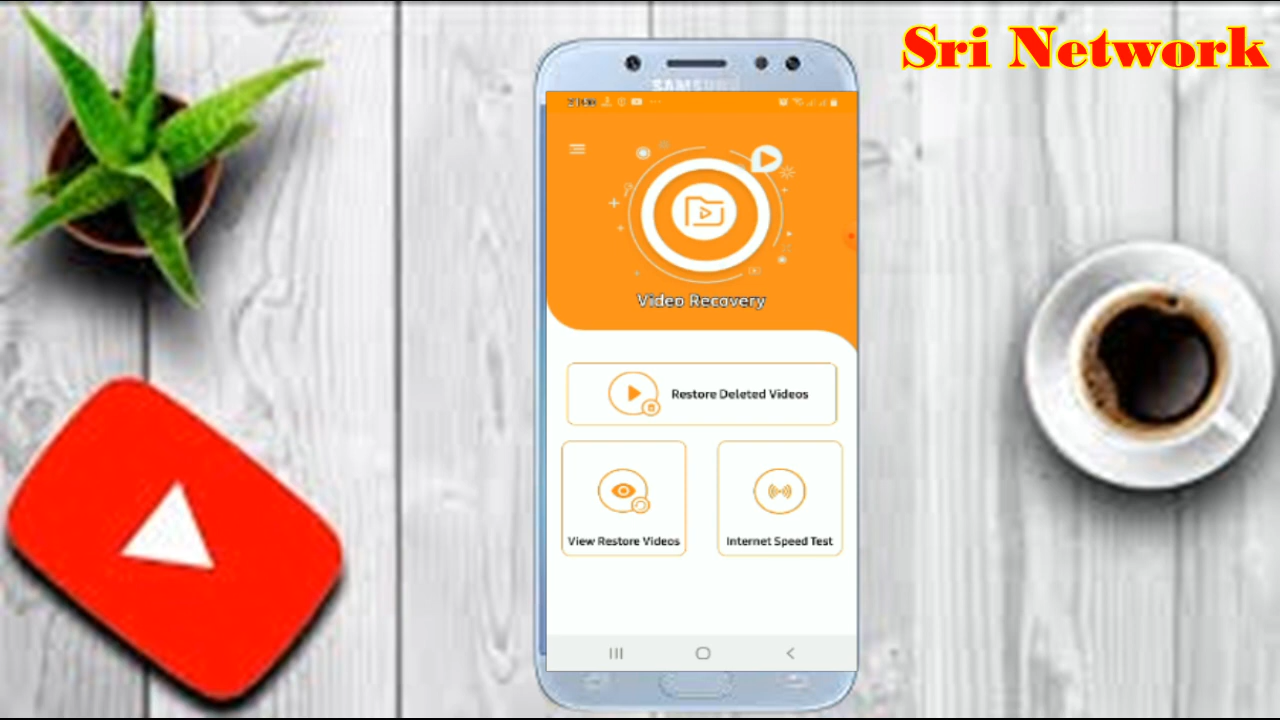 Sri Network
SAMSUNG
Video Recovery
Restore Deleted Videos
View Restore Videos
Internet Speed Test